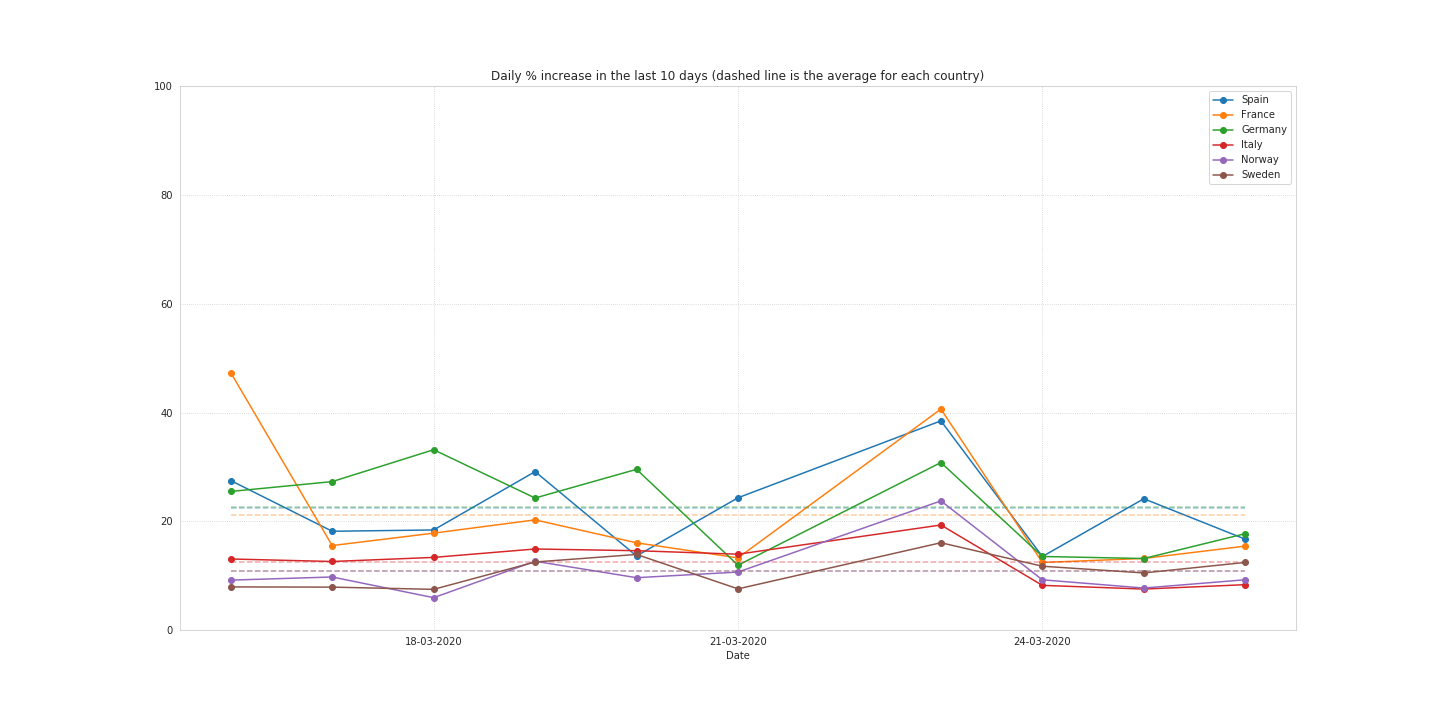 Daily % increase in the last 10 days (dashed line is the average for each country)
100
80
60
40
20
0
Spain
France
Germany
Italy
Norway
Sweden
18-03-2020
21-03-2020
24-03-2020
Date